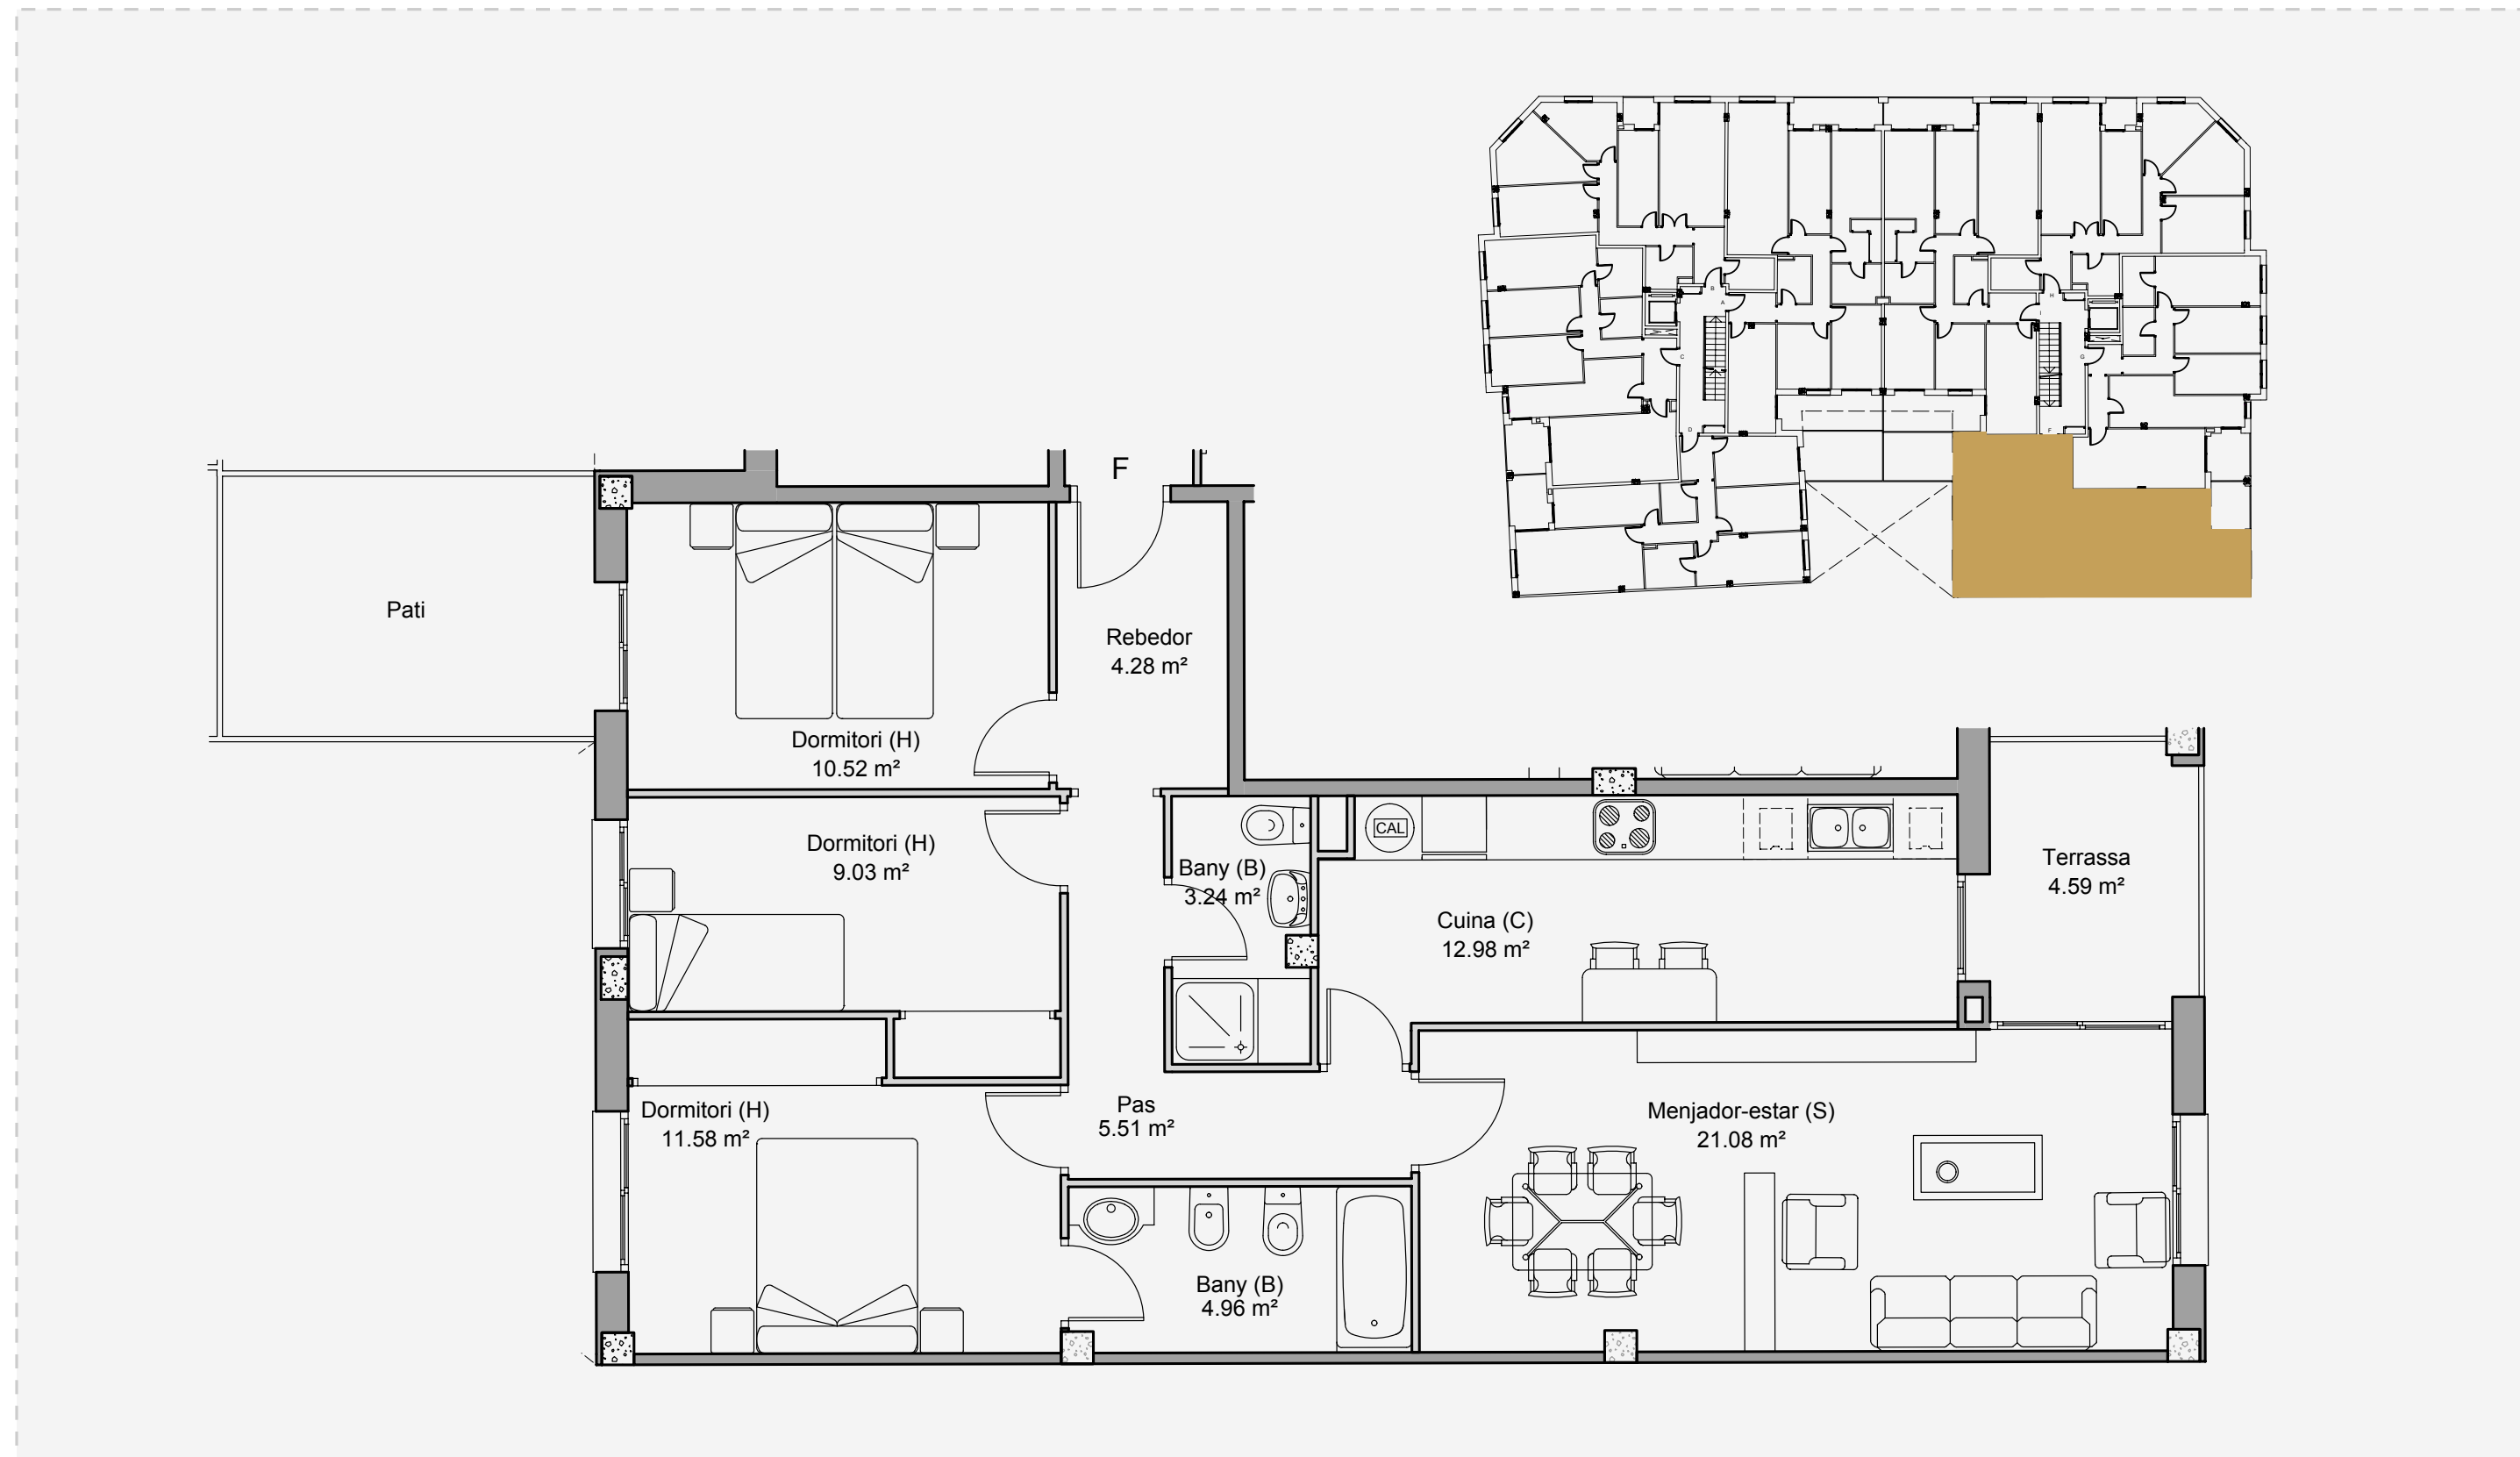 B
A
H
C
G
D
F
F
Pati
Rebedor
4.28 m²
Dormitori (H)
10.52 m²
Dormitori (H)
9.03 m²
Bany (B)
3.24 m²
CAL
Cuina (C)
12.98 m²
Terrassa
4.59 m²
Dormitori (H)
11.58 m²
Pas
5.51 m²
Menjador-estar (S)
21.08 m²
Bany (B)
4.96 m²